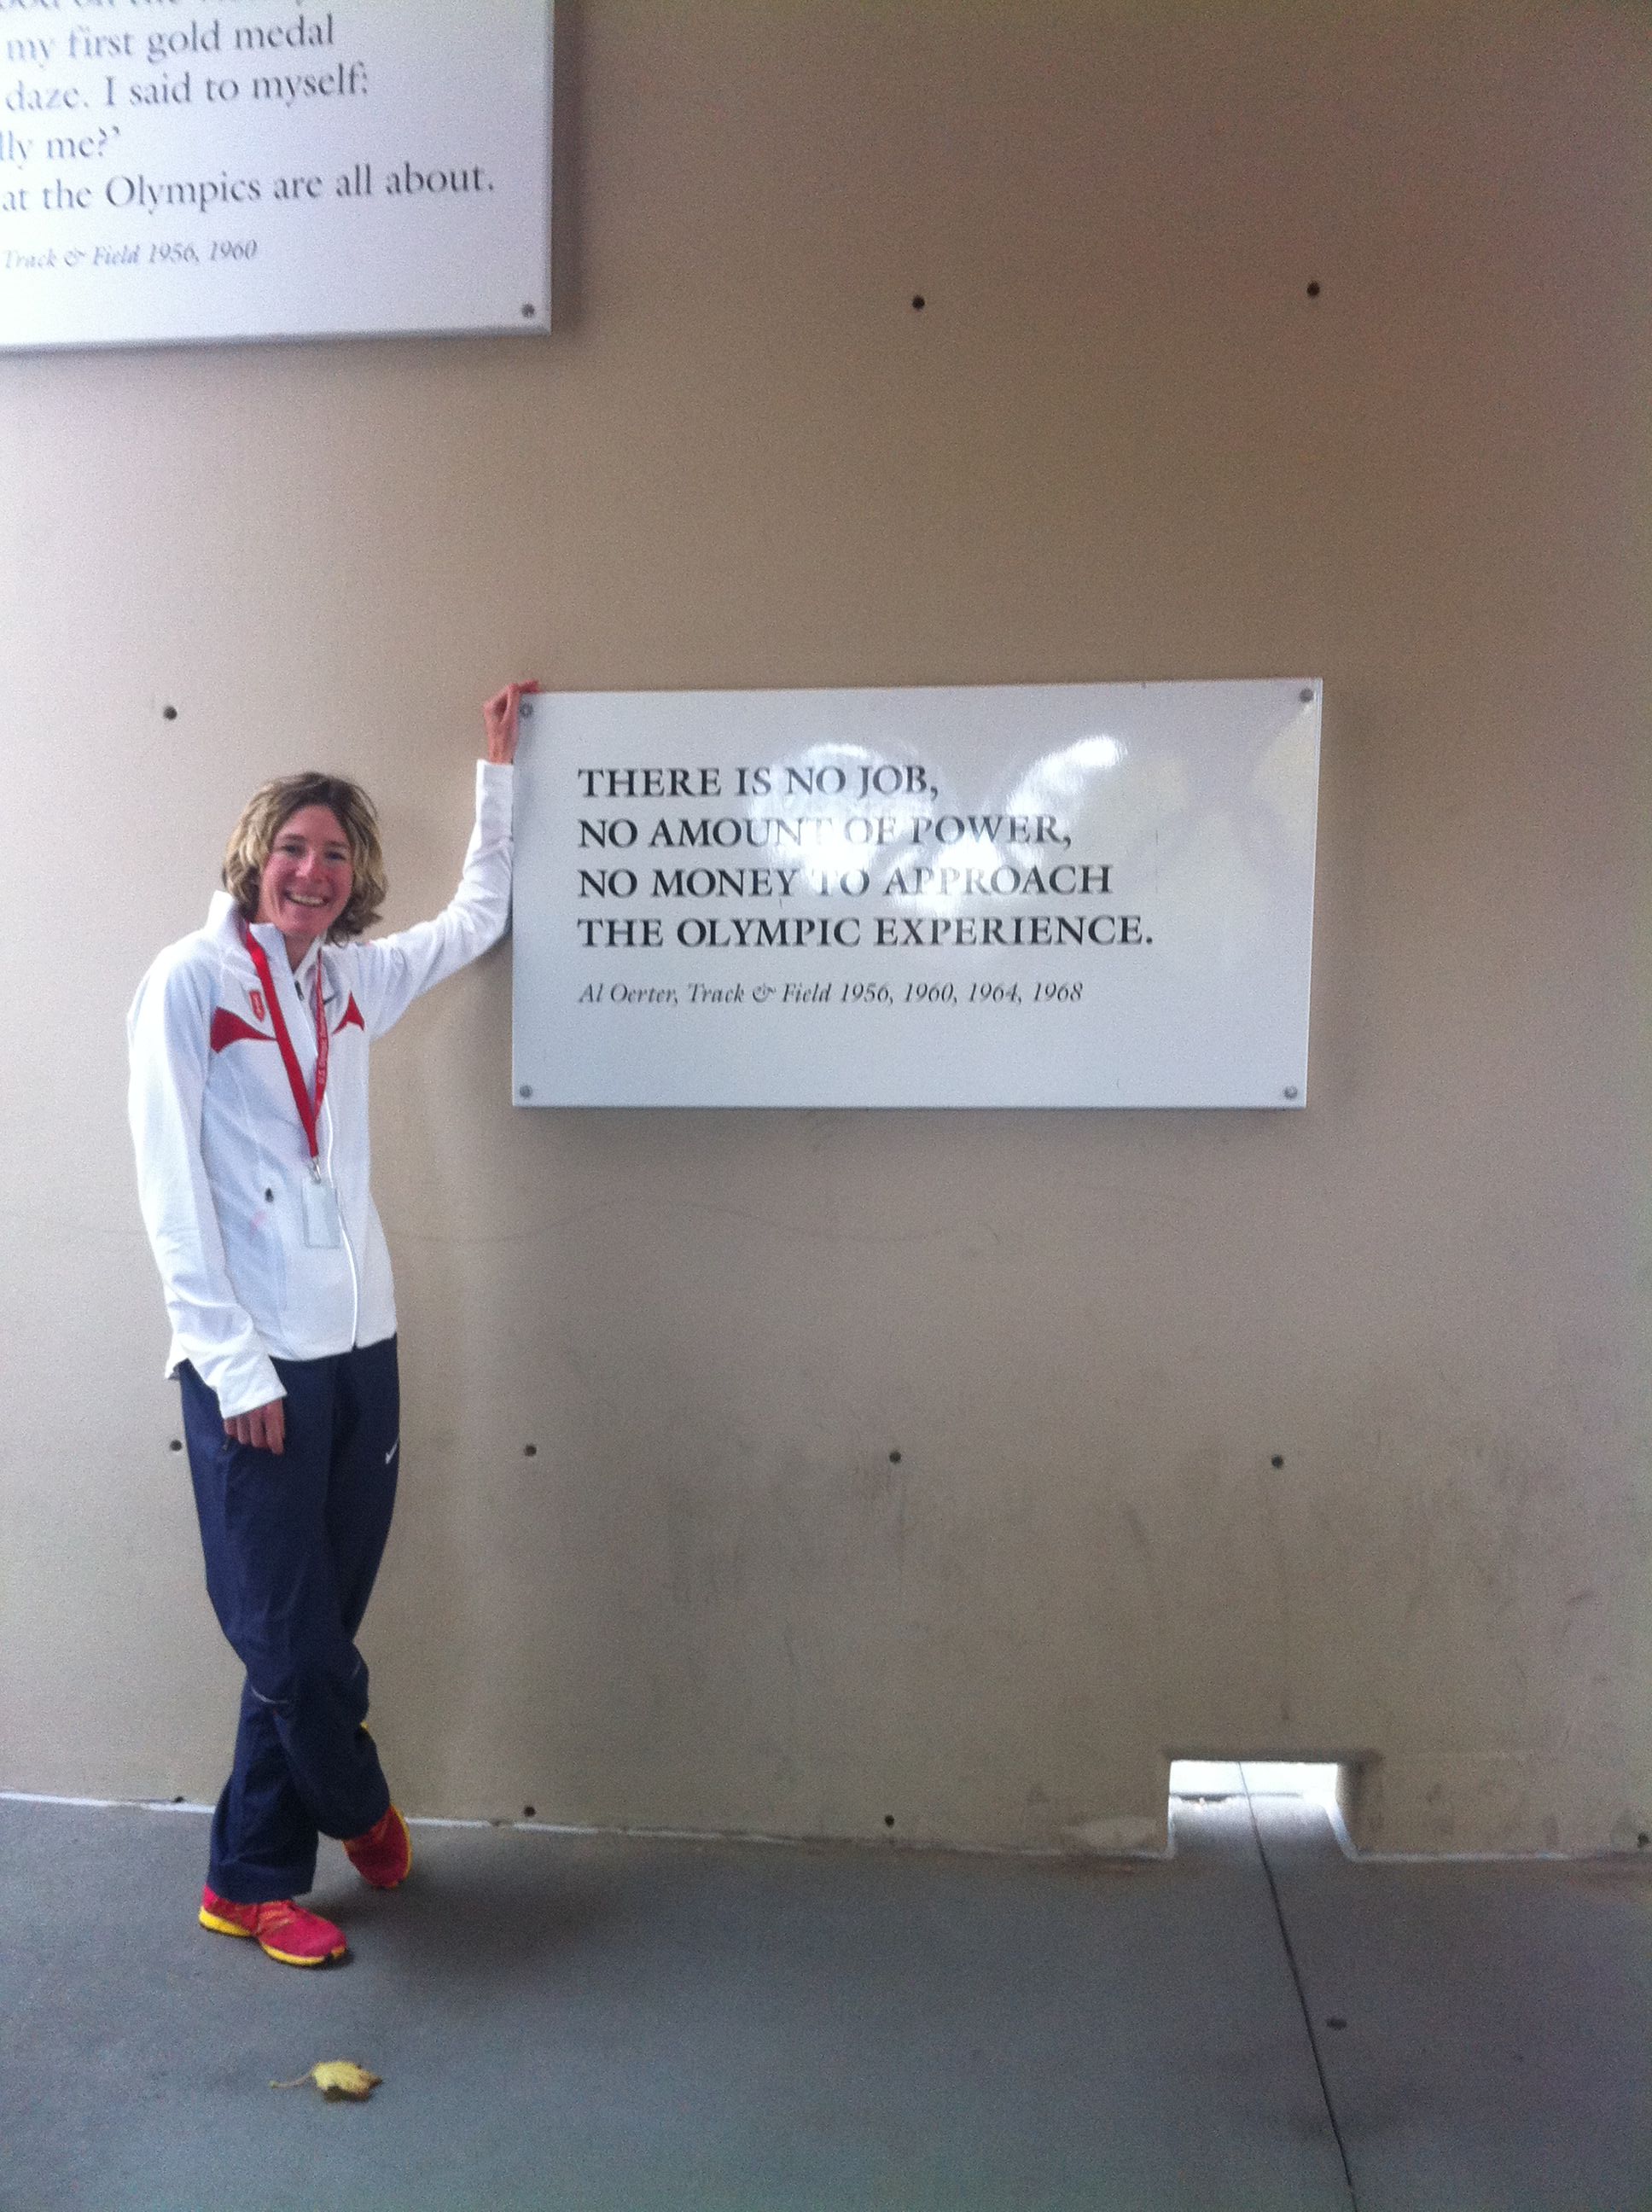 my first gold medal
daze. I said to myself:
lly me?’
at the Olympics are all about.
Track & Field 1956, 1960
THERE IS NO JOB,
NO AMOUNT OF POWER,
NO MONEY TO APPROACH
THE OLYMPIC EXPERIENCE.
Al Oerter, Track & Field 1956, 1960, 1964, 1968